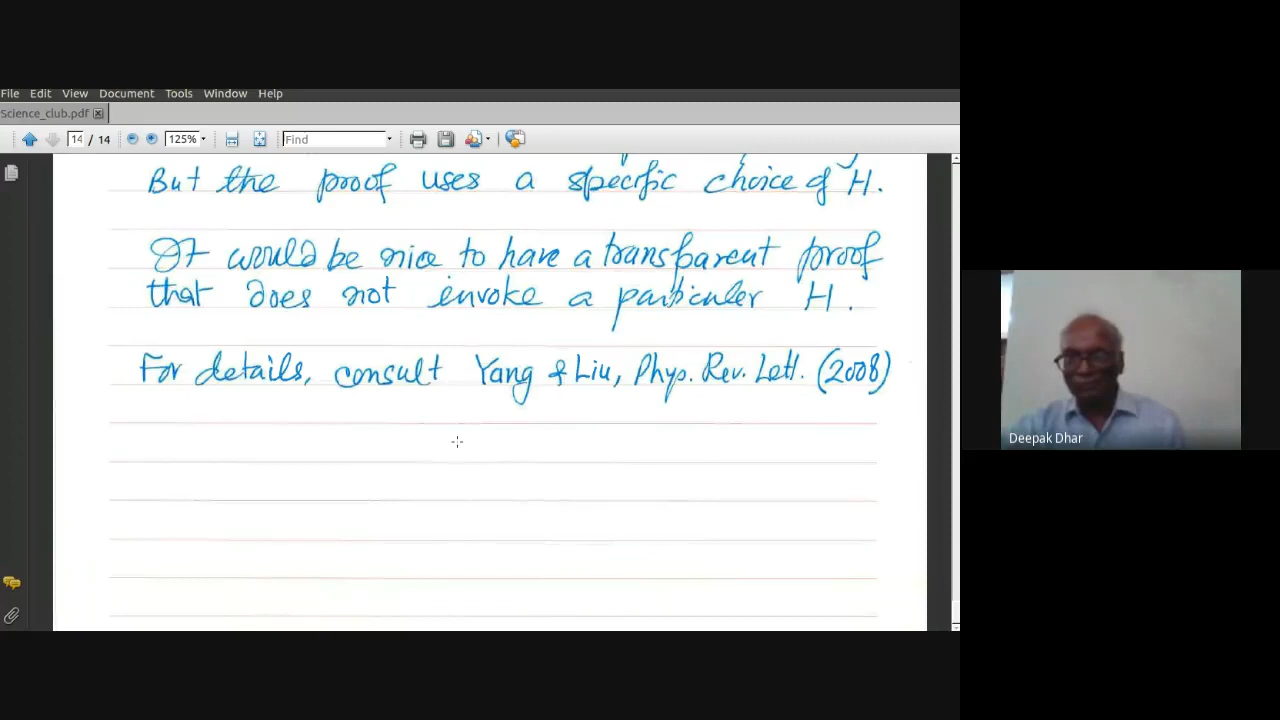 File Edit View Document Tools Window Help
Science_club.pdf
14 / 14 125% Find
But the proof uses a specific choice of H.
It would be nice to have a transparent proof
that does not invoke a particular H.
For details, consult Yang & Liu, Phys. Rev. Lett. (2008)
Deepak Dhar